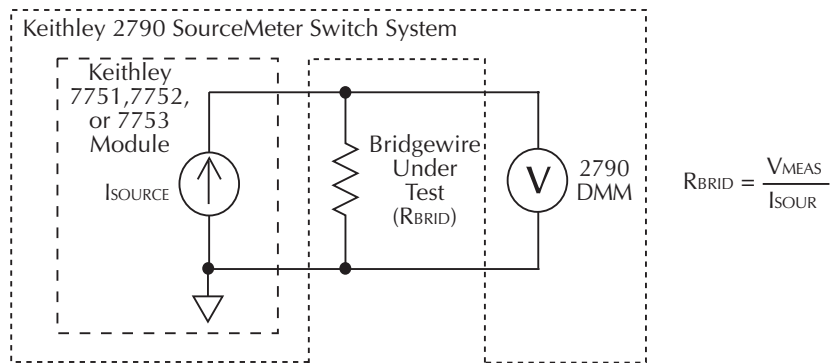 Keithley 2790 SourceMeter Switch System
Keithley
7751,7752,
or 7753
Module
ISOURCE
Bridgewire
Under
Test
(RBRID)
V
2790
DMM
RBRID = VMEAS
ISOUR